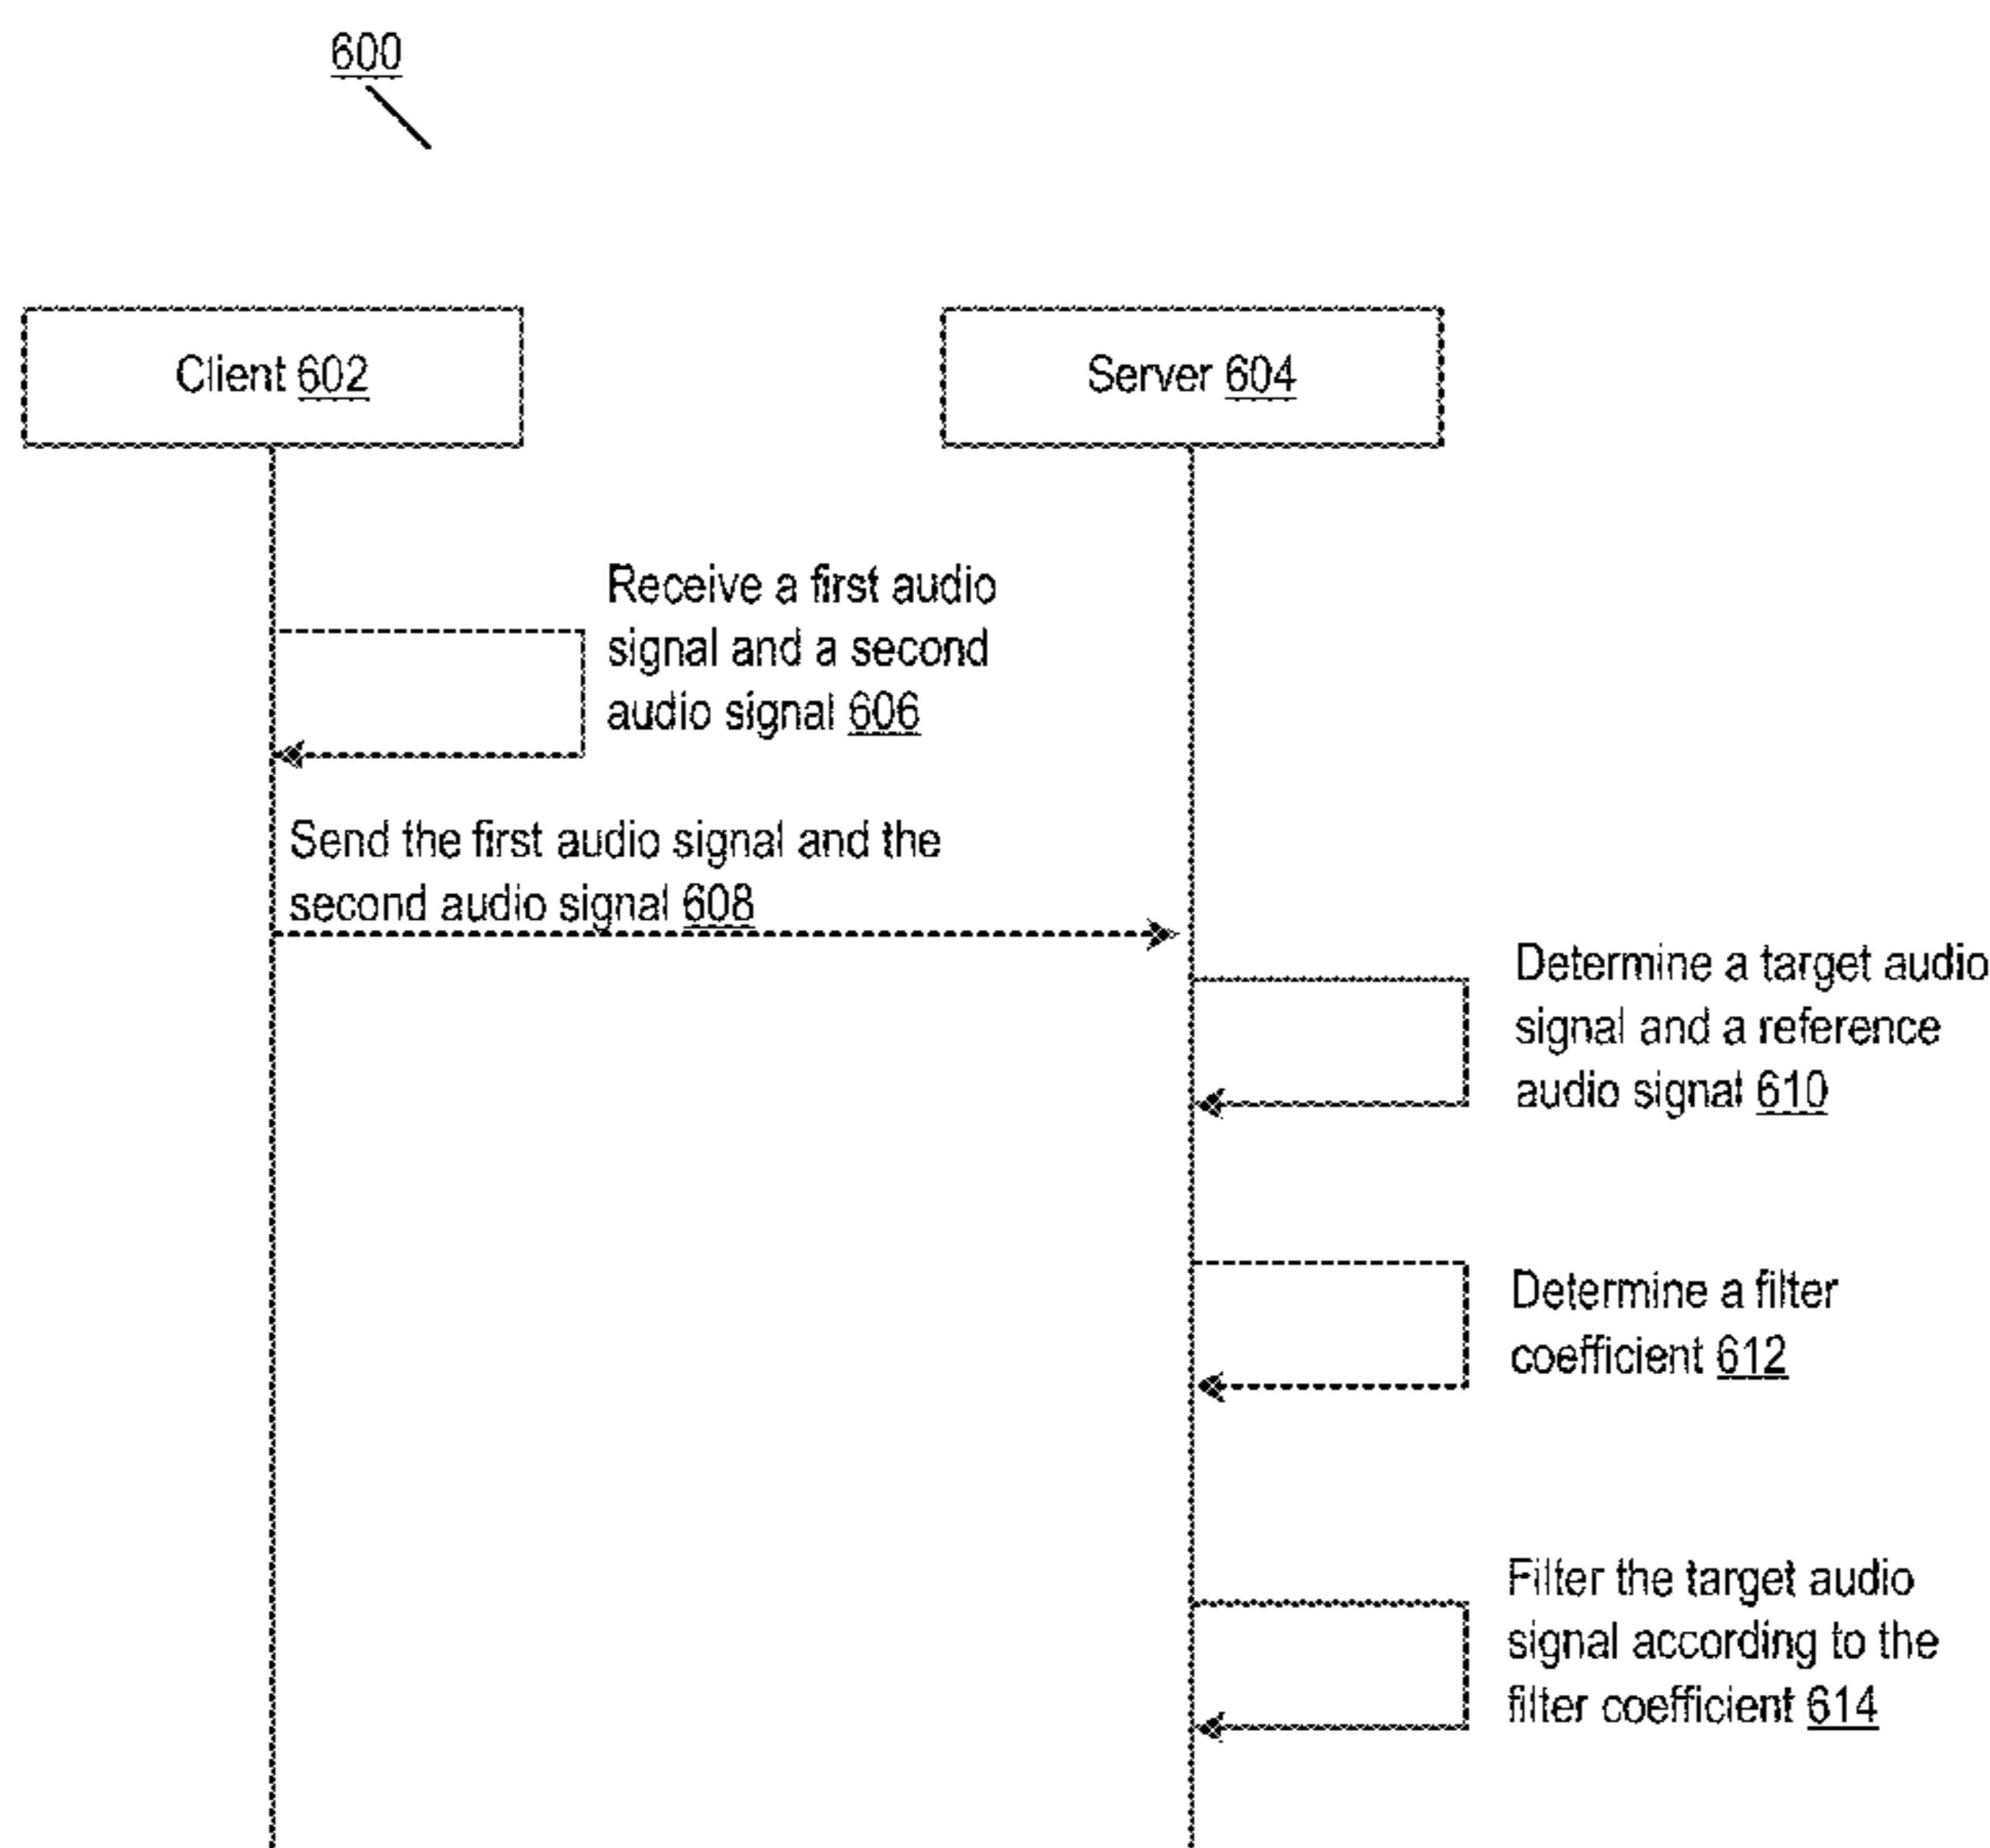 600
Client 602
Server 604
Receive a first audio
signal and a second
audio signal 606
Send the first audio signal and the
second audio signal 608
Determine a target audio
signal and a reference
audio signal 610
Determine a filter
coefficient 612
Filter the target audio
signal according to the
filter coefficient 614